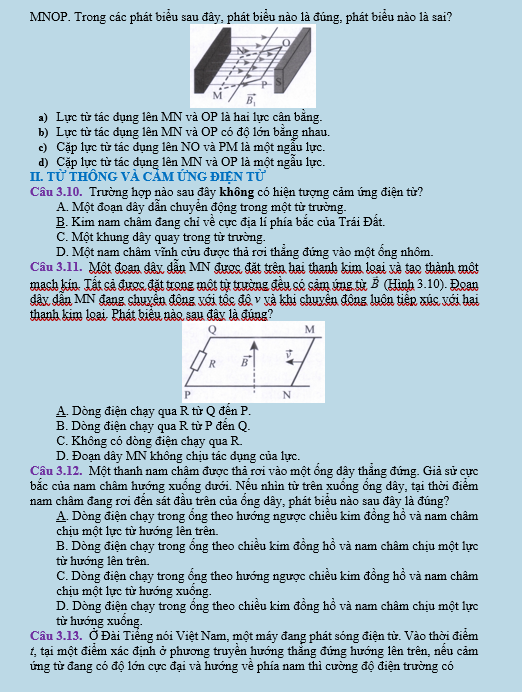 MNOP. Trong các phát biểu sau đây, phát biểu nào là đúng, phát biểu nào là sai?
N O
M P S
B₁
a) Lực từ tác dụng lên MN và OP là hai lực cân bằng.
b) Lực từ tác dụng lên MN và OP có độ lớn bằng nhau.
c) Cặp lực từ tác dụng lên NO và PM là một ngẫu lực.
d) Cặp lực từ tác dụng lên MN và OP là một ngẫu lực.
II. TỪ THÔNG VÀ CẢM ỨNG ĐIỆN TỪ
Câu 3.10. Trường hợp nào sau đây không có hiện tượng cảm ứng điện từ?
A. Một đoạn dây dẫn chuyển động trong một từ trường.
B. Kim nam châm đang chỉ về cực địa lí phía bắc của Trái Đất.
C. Một khung dây quay trong từ trường.
D. Một nam châm vĩnh cửu được thả rơi thẳng đứng vào một ống nhôm.
Câu 3.11. Một đoạn dây dẫn MN được đặt trên hai thanh kim loại và tạo thành một
mạch kín. Tất cả được đặt trong một từ trường đều có cảm ứng từ B⃗ (Hình 3.10). Đoạn
dây dẫn MN đang chuyển động với tốc độ v và khi chuyển động luôn tiếp xúc với hai
thanh kim loại. Phát biểu nào sau đây là đúng?
Q M
R B⃗ v⃗
P N
A. Dòng điện chạy qua R từ Q đến P.
B. Dòng điện chạy qua R từ P đến Q.
C. Không có dòng điện chạy qua R.
D. Đoạn dây MN không chịu tác dụng của lực.
Câu 3.12. Một thanh nam châm được thả rơi vào một ống dây thẳng đứng. Giả sử cực
bắc của nam châm hướng xuống dưới. Nếu nhìn từ trên xuống ống dây, tại thời điểm
nam châm đang rơi đến sát đầu trên của ống dây, phát biểu nào sau đây là đúng?
A. Dòng điện chạy trong ống theo hướng ngược chiều kim đồng hồ và nam châm
chịu một lực từ hướng lên trên.
B. Dòng điện chạy trong ống theo chiều kim đồng hồ và nam châm chịu một lực
từ hướng lên trên.
C. Dòng điện chạy trong ống theo hướng ngược chiều kim đồng hồ và nam châm
chịu một lực từ hướng xuống.
D. Dòng điện chạy trong ống theo chiều kim đồng hồ và nam châm chịu một lực
từ hướng xuống.
Câu 3.13. Ở Đài Tiếng nói Việt Nam, một máy đang phát sóng điện từ. Vào thời điểm
t, tại một điểm xác định ở phương truyền hướng thẳng đứng hướng lên trên, nếu cảm
ứng từ đang có độ lớn cực đại và hướng về phía nam thì cường độ điện trường có